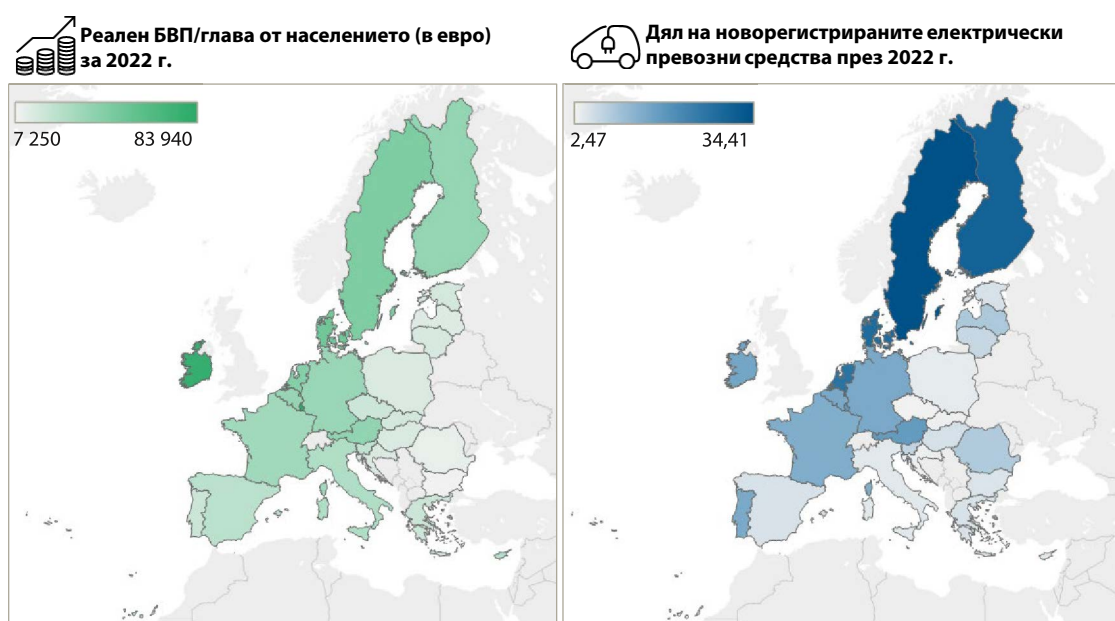 Реален БВП/глава от населението (в евро)
за 2022 г.
7 250
83 940
Дял на новорегистрираните електрически
превозни средства през 2022 г.
2,47
34,41